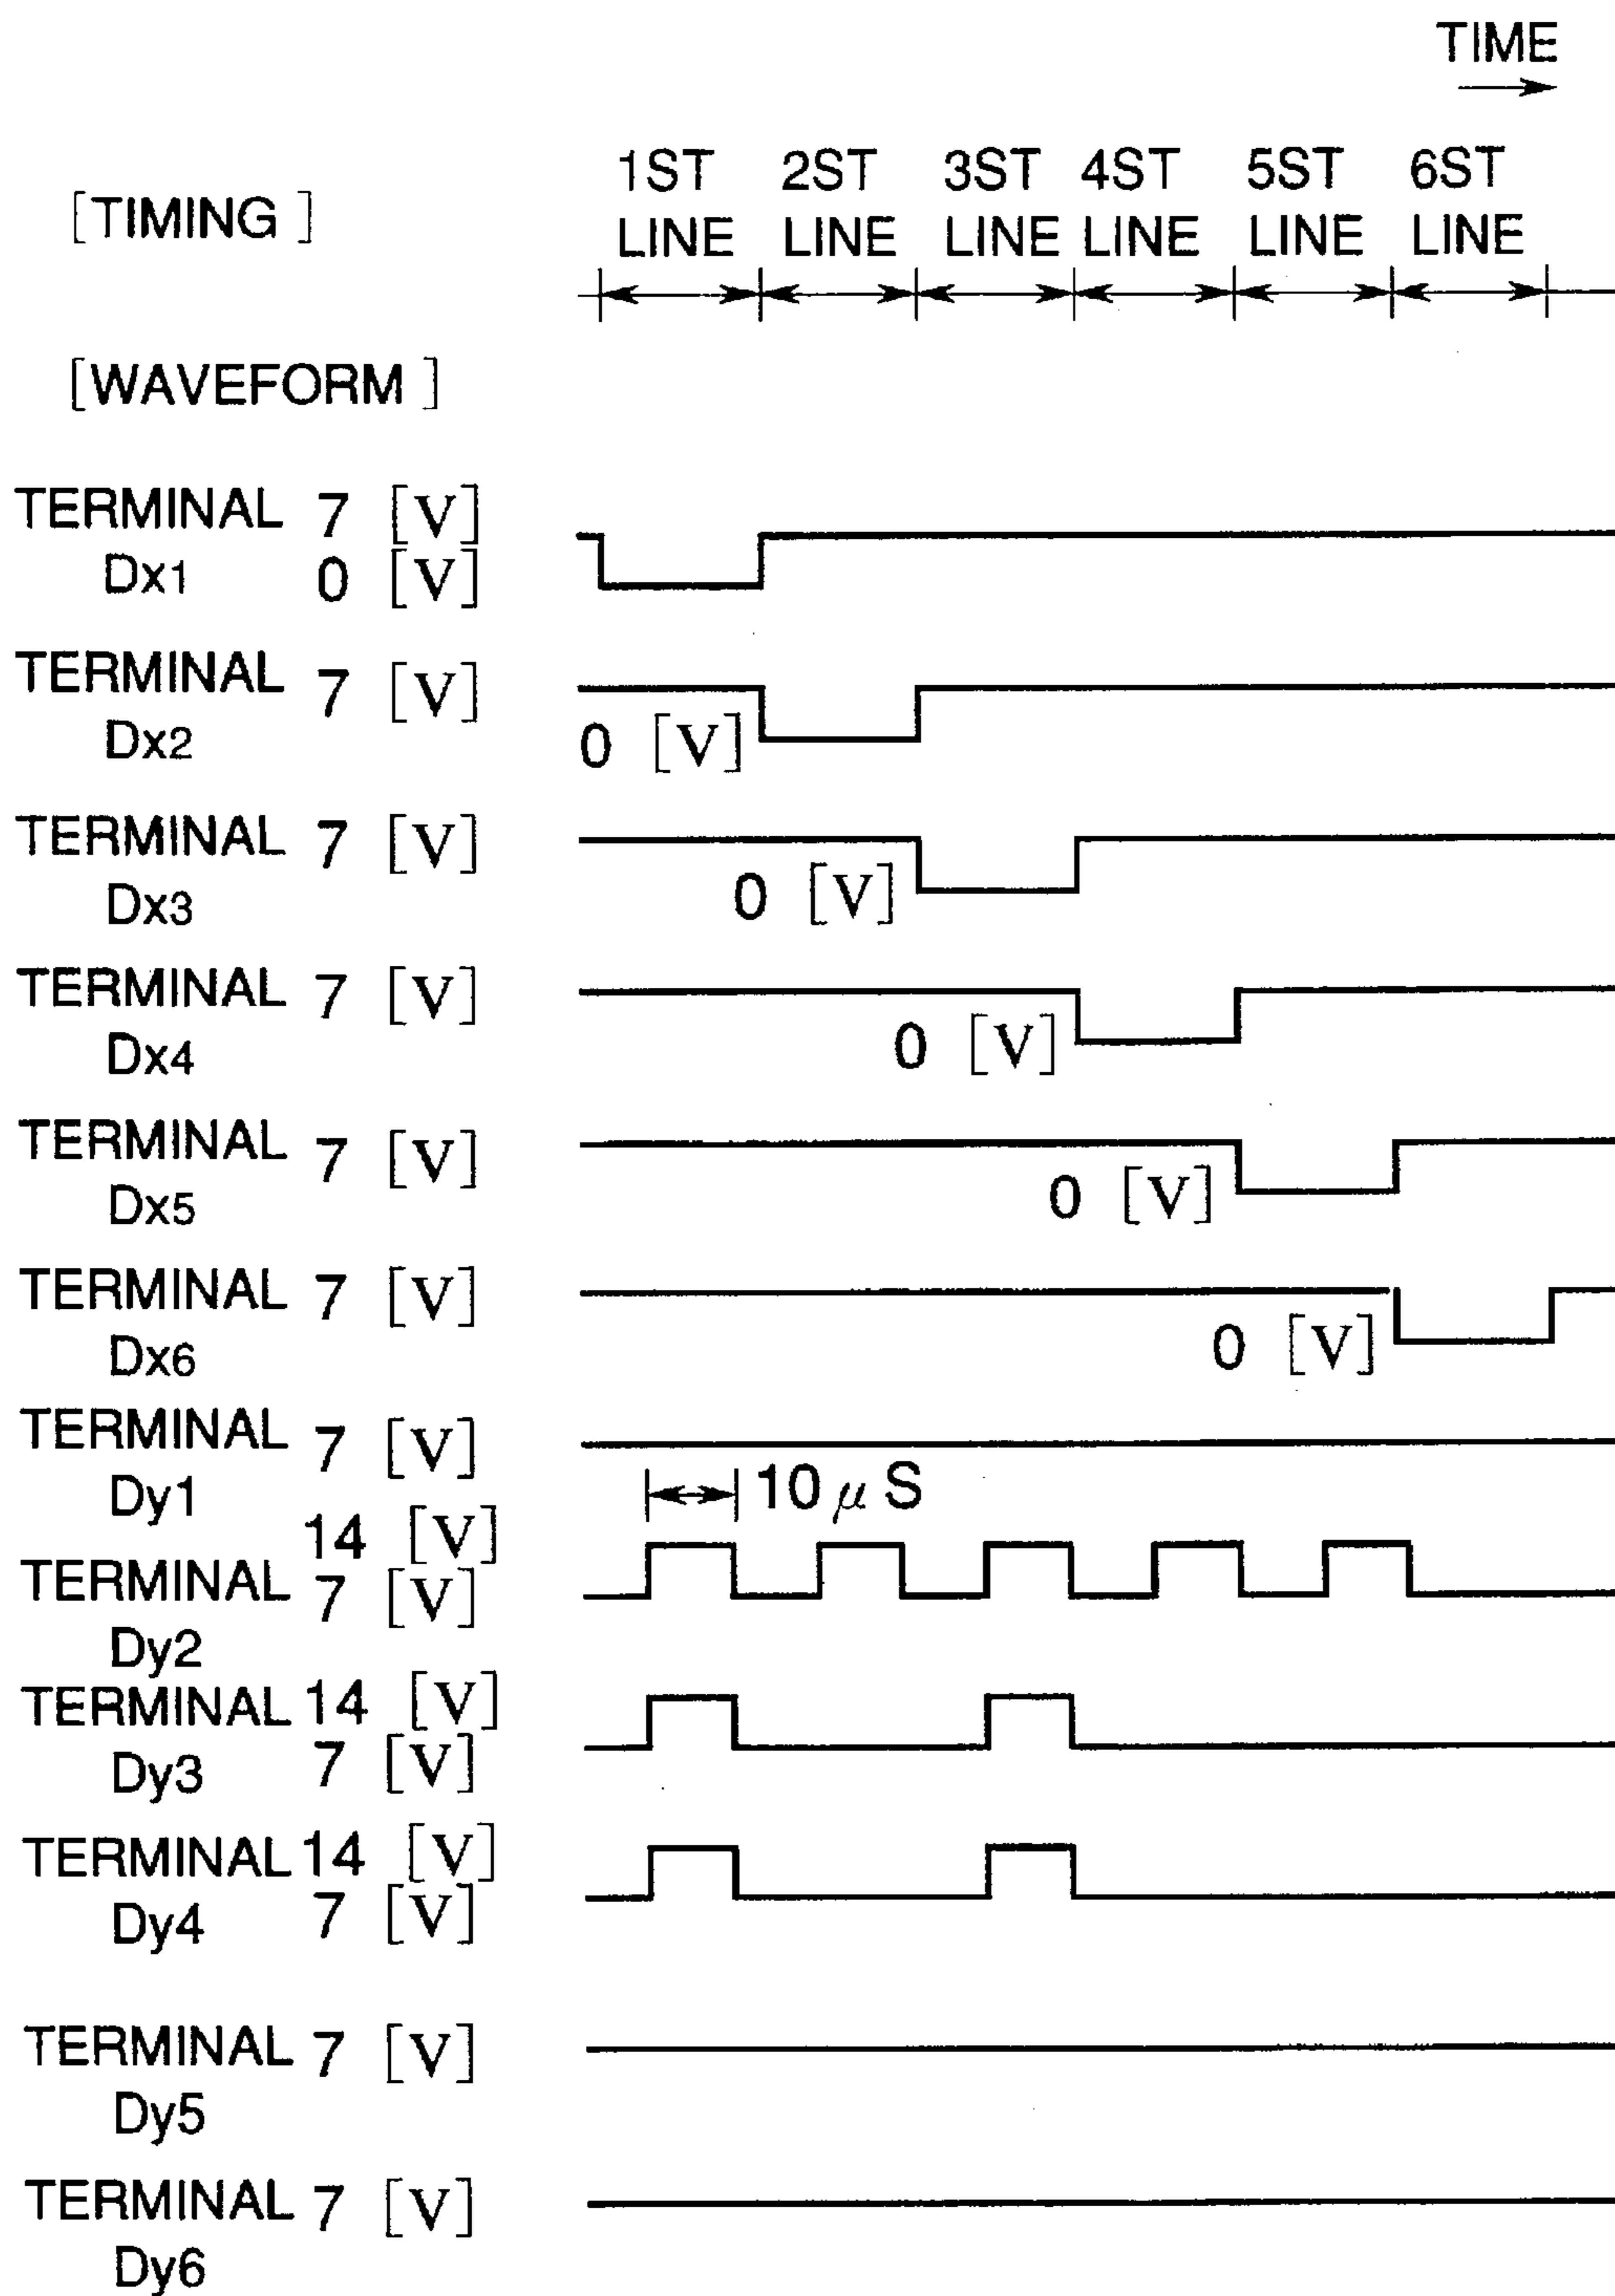 TIME
1ST 2ST 3ST 4ST 5ST 6ST
[TIMING ]
LINE LINE LINE LINE LINE LINE
[WAVEFORM ]
TERMINAL 7 [V]
Dx1 0 [V]
TERMINAL 7 [V]
Dx2 0 [V]
TERMINAL 7 [V]
Dx3 0 [V]
TERMINAL 7 [V]
Dx4 0 [V]
TERMINAL 7 [V]
Dx5 0 [V]
TERMINAL 7 [V]
Dx6 0 [V]
TERMINAL 7 [V]
Dy1 10 μ S
14 [V]
TERMINAL 7 [V]
Dy2
TERMINAL 14 [V]
Dy3 7 [V]
TERMINAL 14 [V]
Dy4 7 [V]
TERMINAL 7 [V]
Dy5
TERMINAL 7 [V]
Dy6